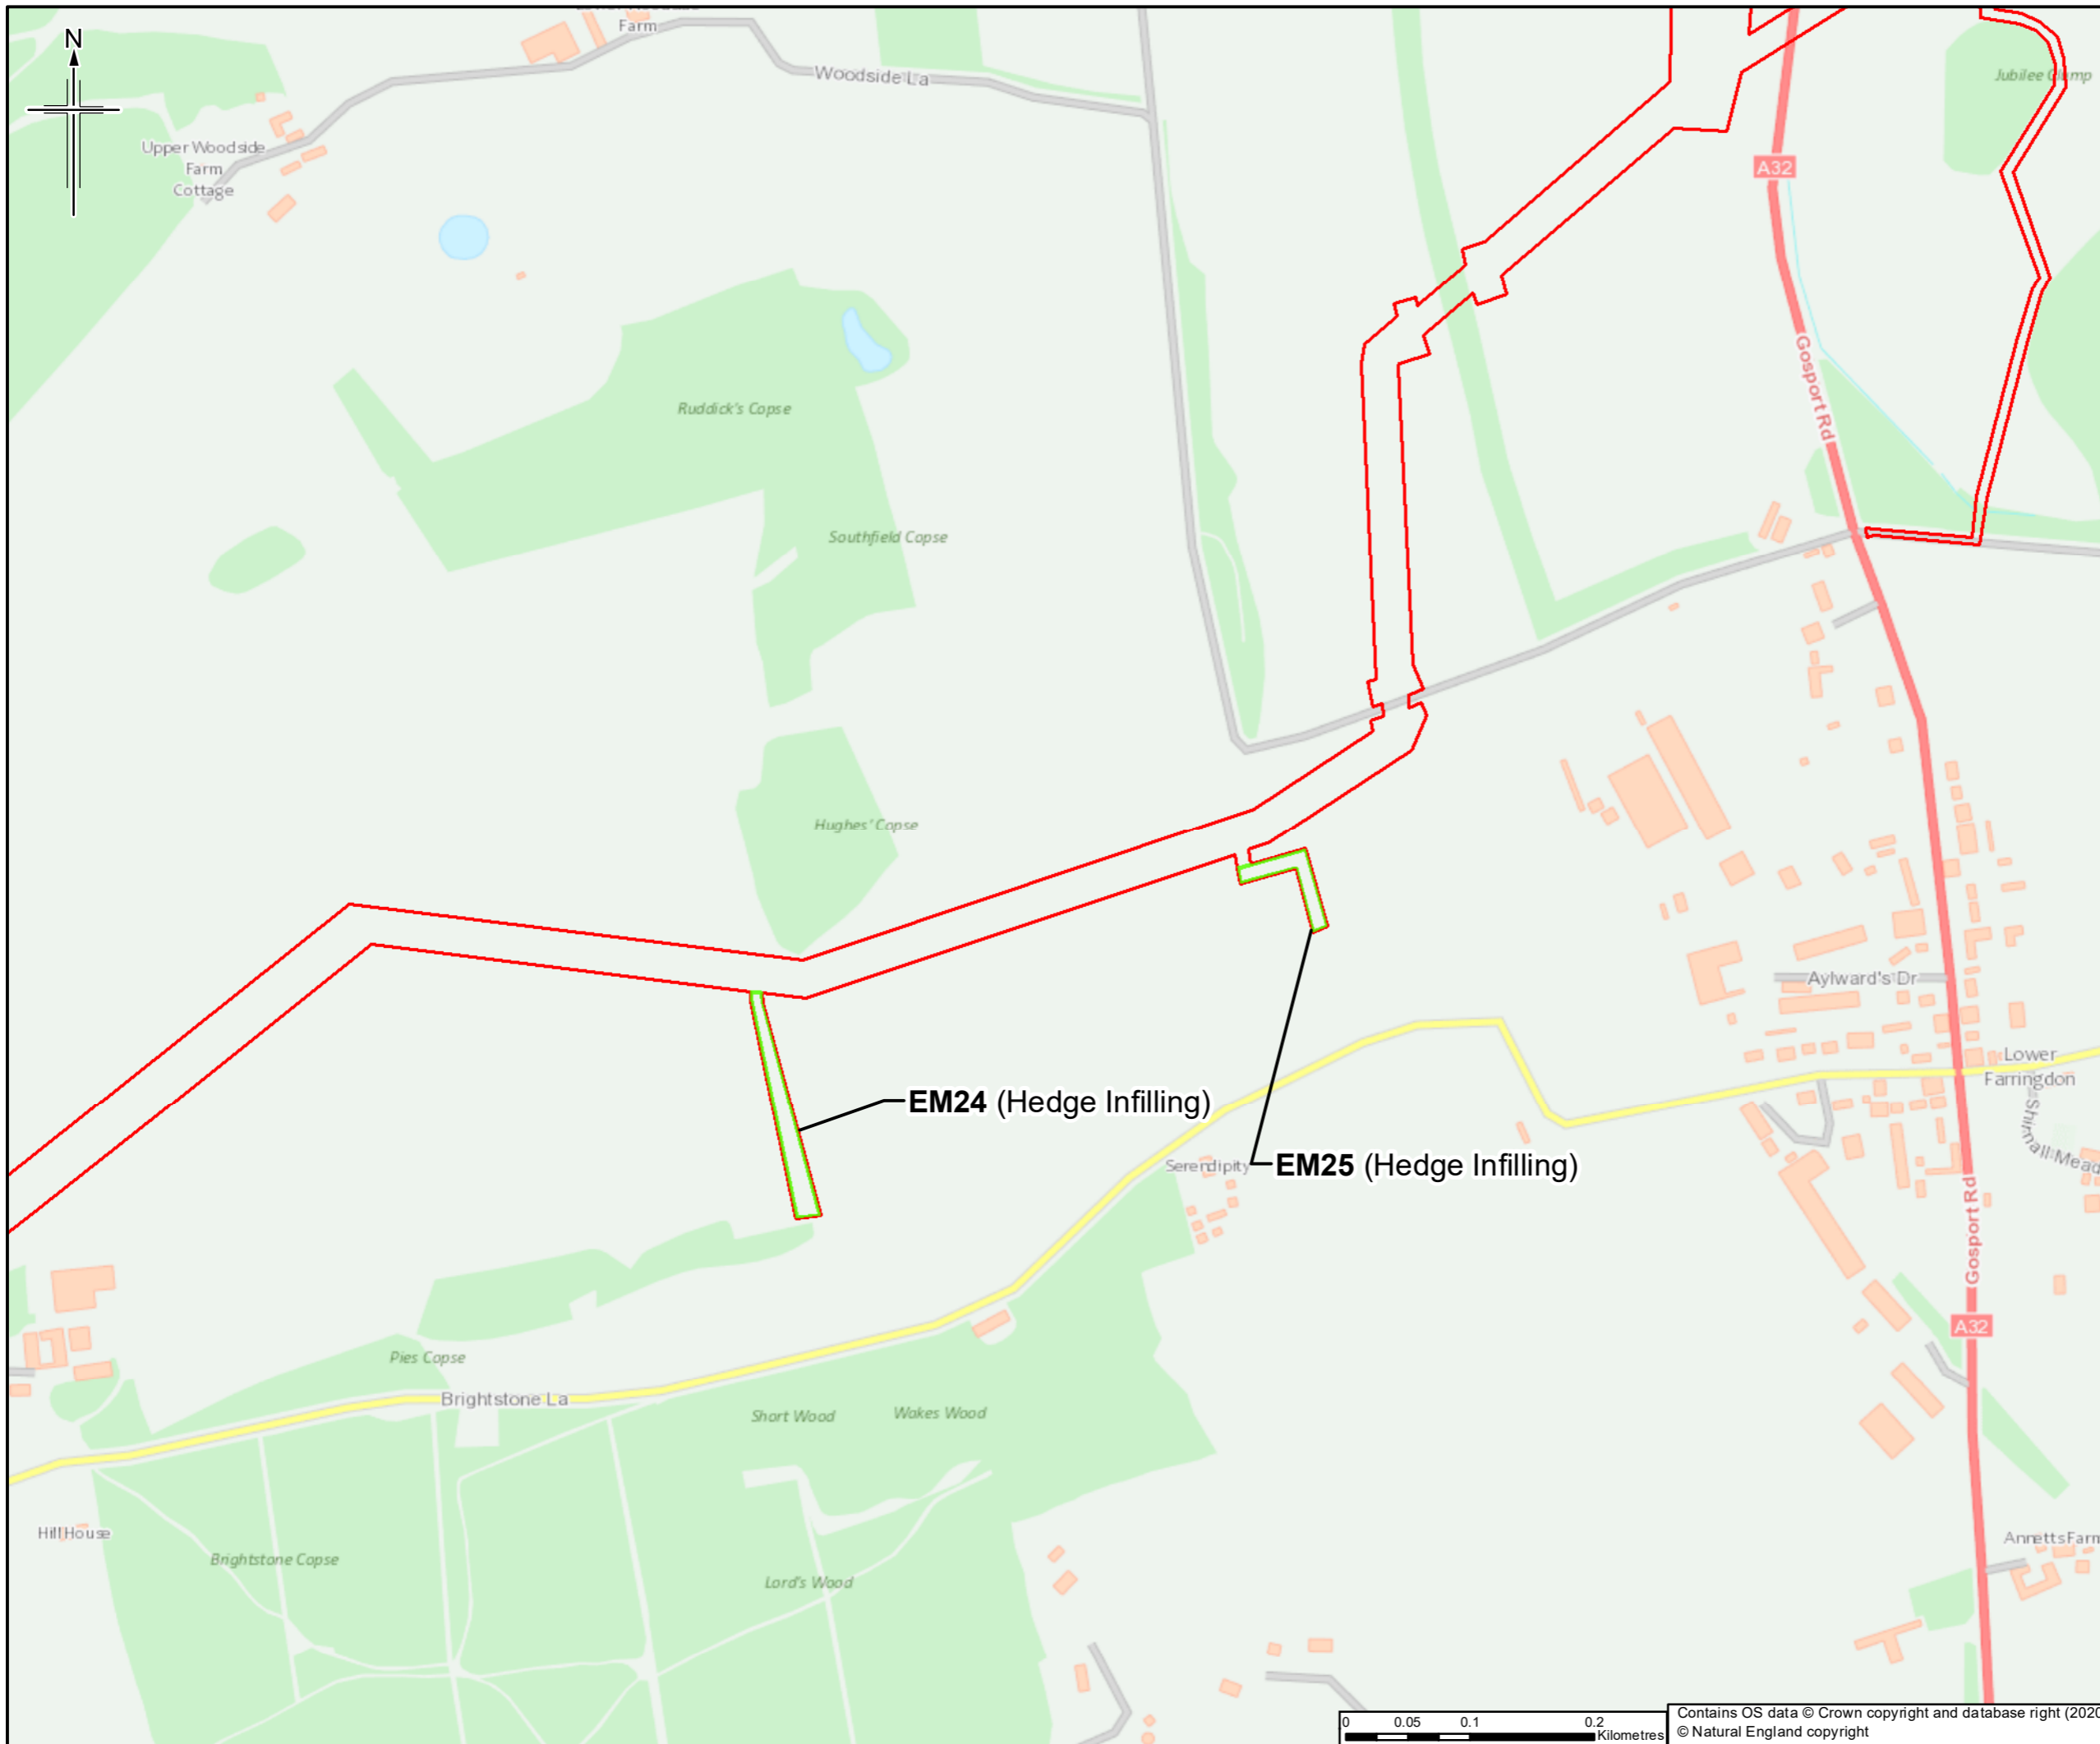 Farm
N
Woodside La
Jubilee Clump
Upper Woodside
Farm
Cottage
A32
Gosport Rd
Ruddick's Copse
Southfield Copse
Hughes' Copse
Aylward's Dr
Lower
Farringdon
EM24 (Hedge Infilling)
Serendipity
EM25 (Hedge Infilling)
Gosport Rd
A32
Pies Copse
Brightstone La
Short Wood
Wakes Wood
Hill House
Brightstone Copse
Lord's Wood
Annetts Farm
0 0.05 0.1 0.2
Kilometres
Contains OS data © Crown copyright and database right (2020
© Natural England copyright